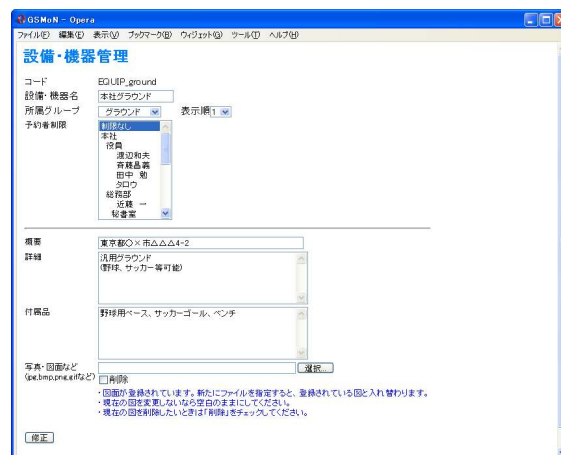 GSMoN - Opera
ファイル(F) 編集(E) 表示(V) ブックマーク(B) ウィジェット(G) ツール(T) ヘルプ(H)
設備・機器管理
コード EQUIP_ground
設備・機器名 本社グラウンド
所属グループ グラウンド 表示順 1
予約者制限 制限なし
本社
役員
渡辺和夫
斉藤昌義
田中 勉
タロウ
総務部
近藤 一
秘書室
概要 東京都○×市△△△4-2
詳細 汎用グラウンド
(野球、サッカー等可能)
付属品 野球用ベース、サッカーゴール、ベンチ
写真・図面など
(jpg,bmp,png,gifなど) 選択...
削除
・図面が登録されています。新たにファイルを指定すると、登録されている図と入れ替わります。
・現在の図を変更しないなら空白のままにしてください。
・現在の図を削除したいときは「削除」をチェックしてください。
修正